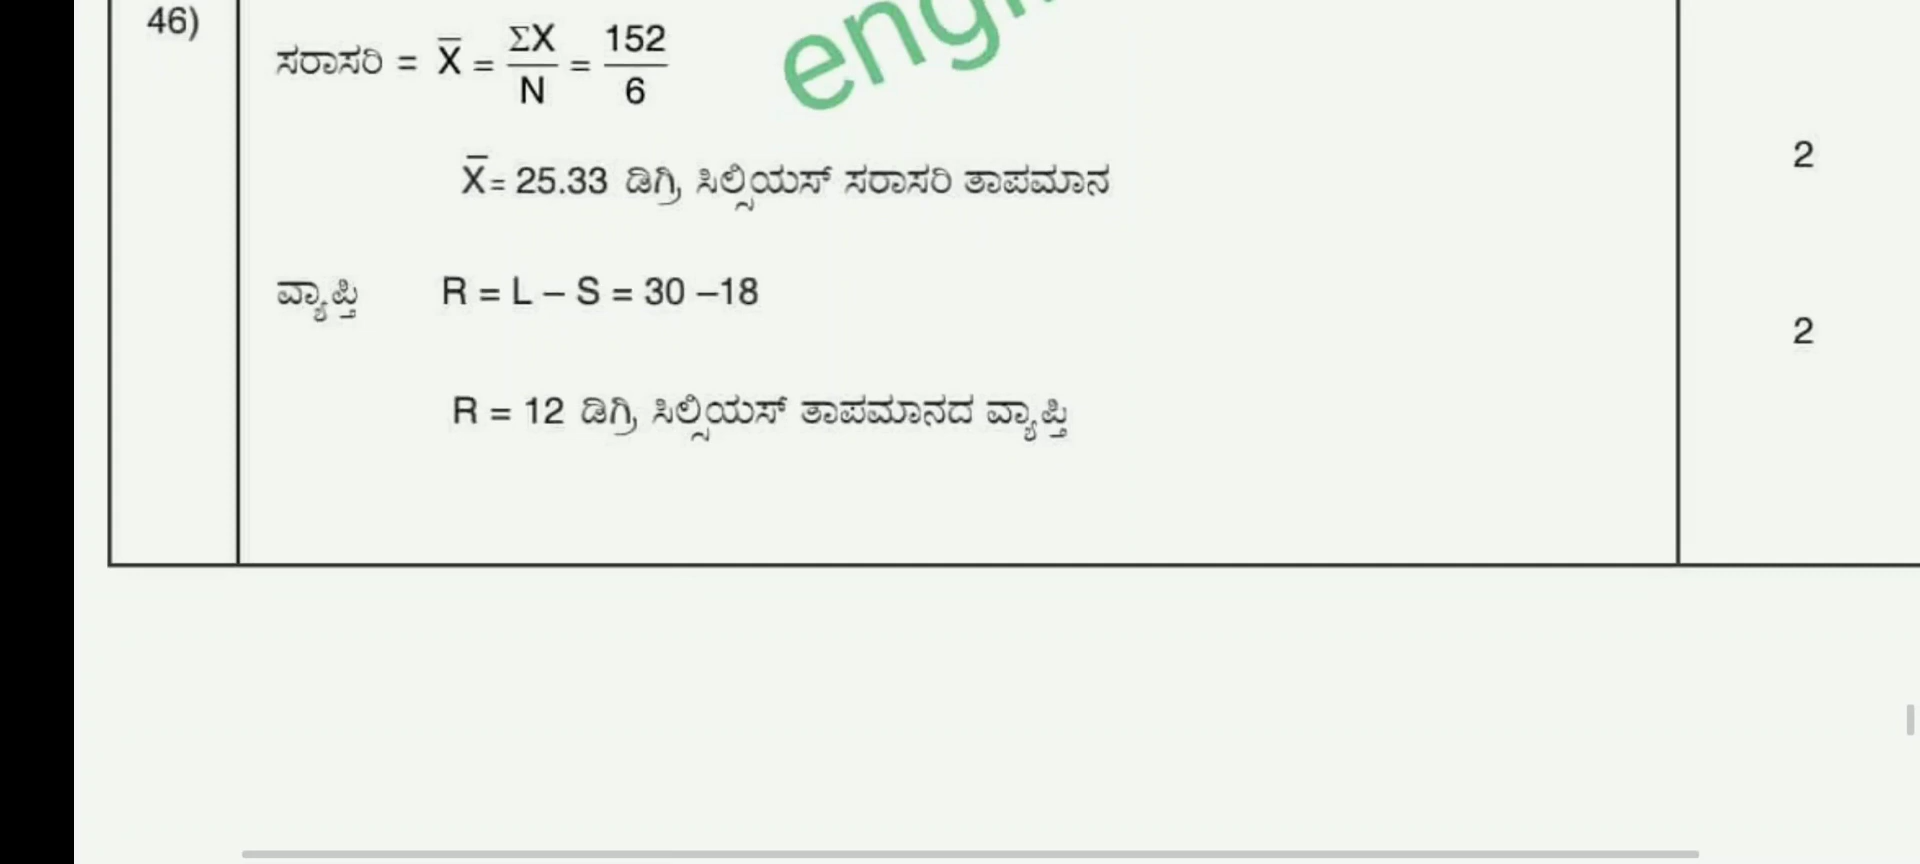 46)
ಸರಾಸರಿ = X̅ = ΣX/N = 152/6
X̅ = 25.33 ಡಿಗ್ರಿ ಸಿಲ್ಸಿಯಸ್ ಸರಾಸರಿ ತಾಪಮಾನ
2
ವ್ಯಾಪ್ತಿ R = L – S = 30 –18
2
R = 12 ಡಿಗ್ರಿ ಸಿಲ್ಸಿಯಸ್ ತಾಪಮಾನದ ವ್ಯಾಪ್ತಿ